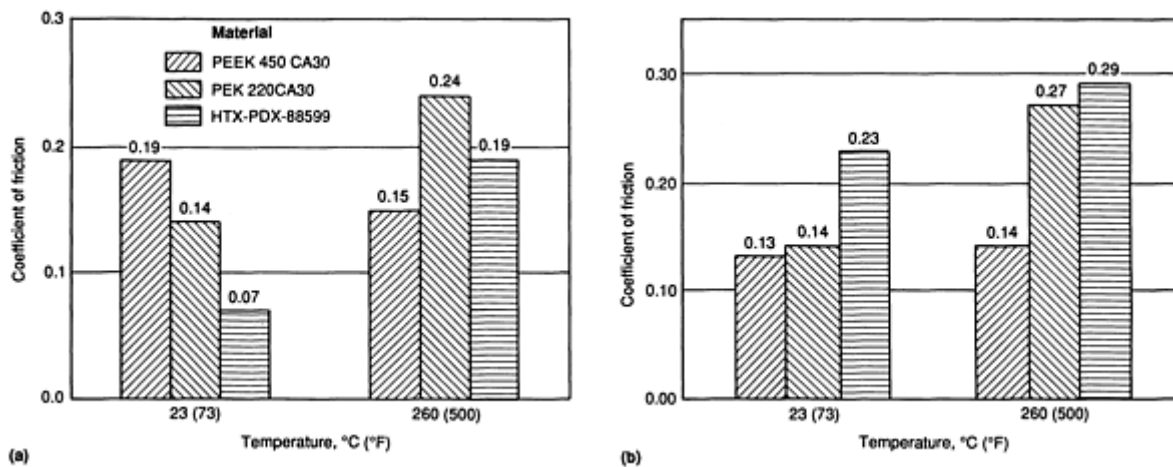 0.3
Material
PEEK 450 CA30
PEK 220CA30
HTX-PDX-88599
0.24
0.2
0.19
0.19
0.15
0.14
0.1
0.07
0.0
Coefficient of friction
23 (73)
260 (500)
Temperature, °C (°F)
(a)
0.30
0.29
0.27
0.23
0.20
0.13
0.14
0.14
0.10
0.00
Coefficient of friction
23 (73)
260 (500)
Temperature, °C (°F)
(b)